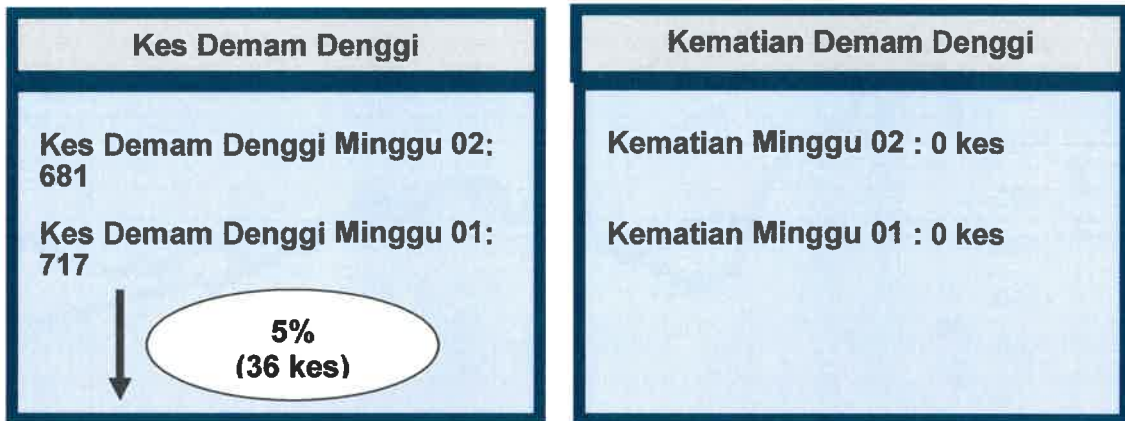 Kes Demam Denggi
Kes Demam Denggi Minggu 02:
681
Kes Demam Denggi Minggu 01:
717
5%
(36 kes)
Kematian Demam Denggi
Kematian Minggu 02 : 0 kes
Kematian Minggu 01 : 0 kes